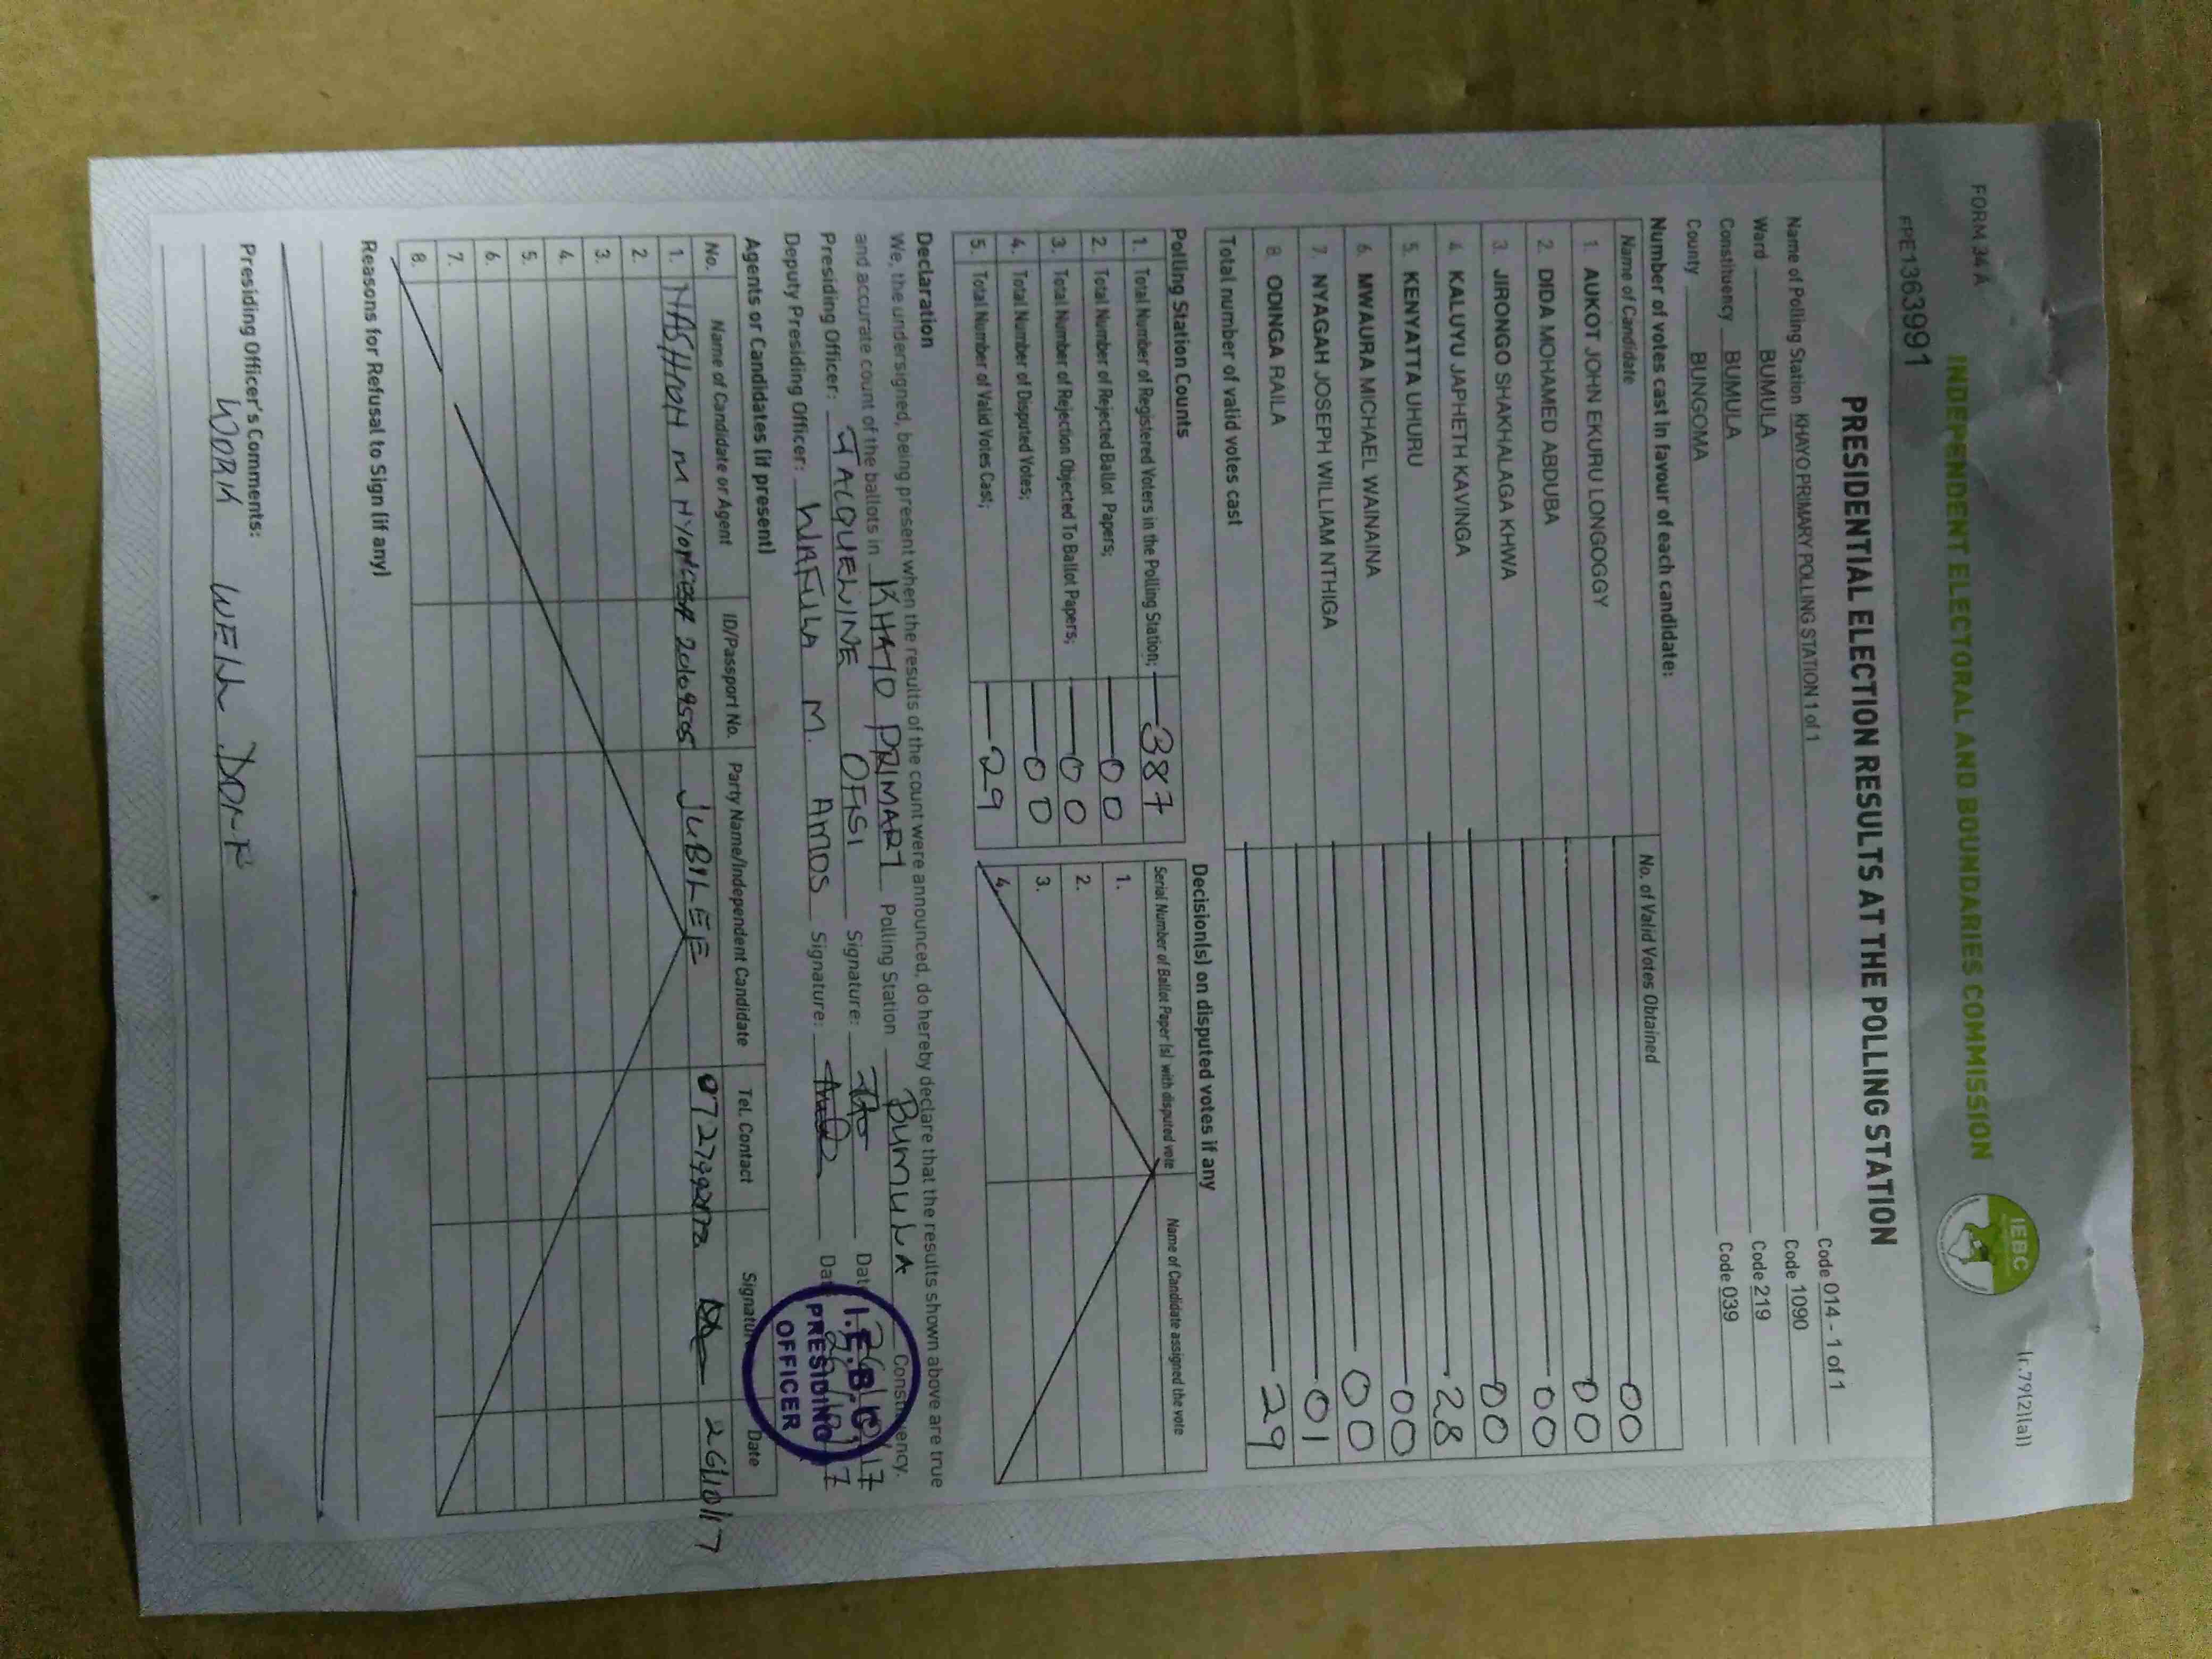 FORM 34 A
(r.79(2)(a))
INDEPENDENT ELECTORAL AND BOUNDARIES COMMISSION
IEBC
PRE1363991
PRESIDENTIAL ELECTION RESULTS AT THE POLLING STATION
Name of Polling Station KHAYO PRIMARY POLLING STATION 1 of 1 Code 014 - 1 of 1
Ward BUMULA Code 1090
Constituency BUMULA Code 219
County BUNGOMA Code 039
Number of votes cast in favour of each candidate:
Name of Candidate No. of Valid Votes Obtained
1. AUKOT JOHN EKURU LONGOGGY 00
2. DIDA MOHAMED ABDUBA 00
3. JIRONGO SHAKHALAGA KHWA 00
4. KALUYU JAPHETH KAVINGA 00
5. KENYATTA UHURU 28
6. MWAURA MICHAEL WAINAINA 00
7. NYAGAH JOSEPH WILLIAM NTHIGA 00
8. ODINGA RAILA 01
Total number of valid votes cast 29
Polling Station Counts
1. Total Number of Registered Voters in the Polling Station; 387
2. Total Number of Rejected Ballot Papers; 00
3. Total Number of Rejection Objected To Ballot Papers; 00
4. Total Number of Disputed Votes; 00
5. Total Number of Valid Votes Cast; 29
Decision(s) on disputed votes if any
Serial Number of Ballot Paper (s) with disputed vote Name of Candidate assigned the vote
1.
2.
3.
4.
Declaration
We, the undersigned, being present when the results of the count were announced, do hereby declare that the results shown above are true
and accurate count of the ballots in KHAYO PRIMARY Polling Station BUMULA Constituency.
Presiding Officer: JACQUELINE OFISI Signature: Date 26/10/17
Deputy Presiding Officer: WAFULA M. AMOS Signature: Date 26/10/17
I.E.B.C.
PRESIDING
OFFICER
Agents or Candidates (if present)
No. Name of Candidate or Agent ID/Passport No. Party Name/Independent Candidate Tel. Contact Signature Date
1. M JUBILEE 26/10/17
2.
3.
4.
5.
6.
7.
8.
Reasons for Refusal to Sign (if any)
Presiding Officer's Comments:
WORK WELL DONE